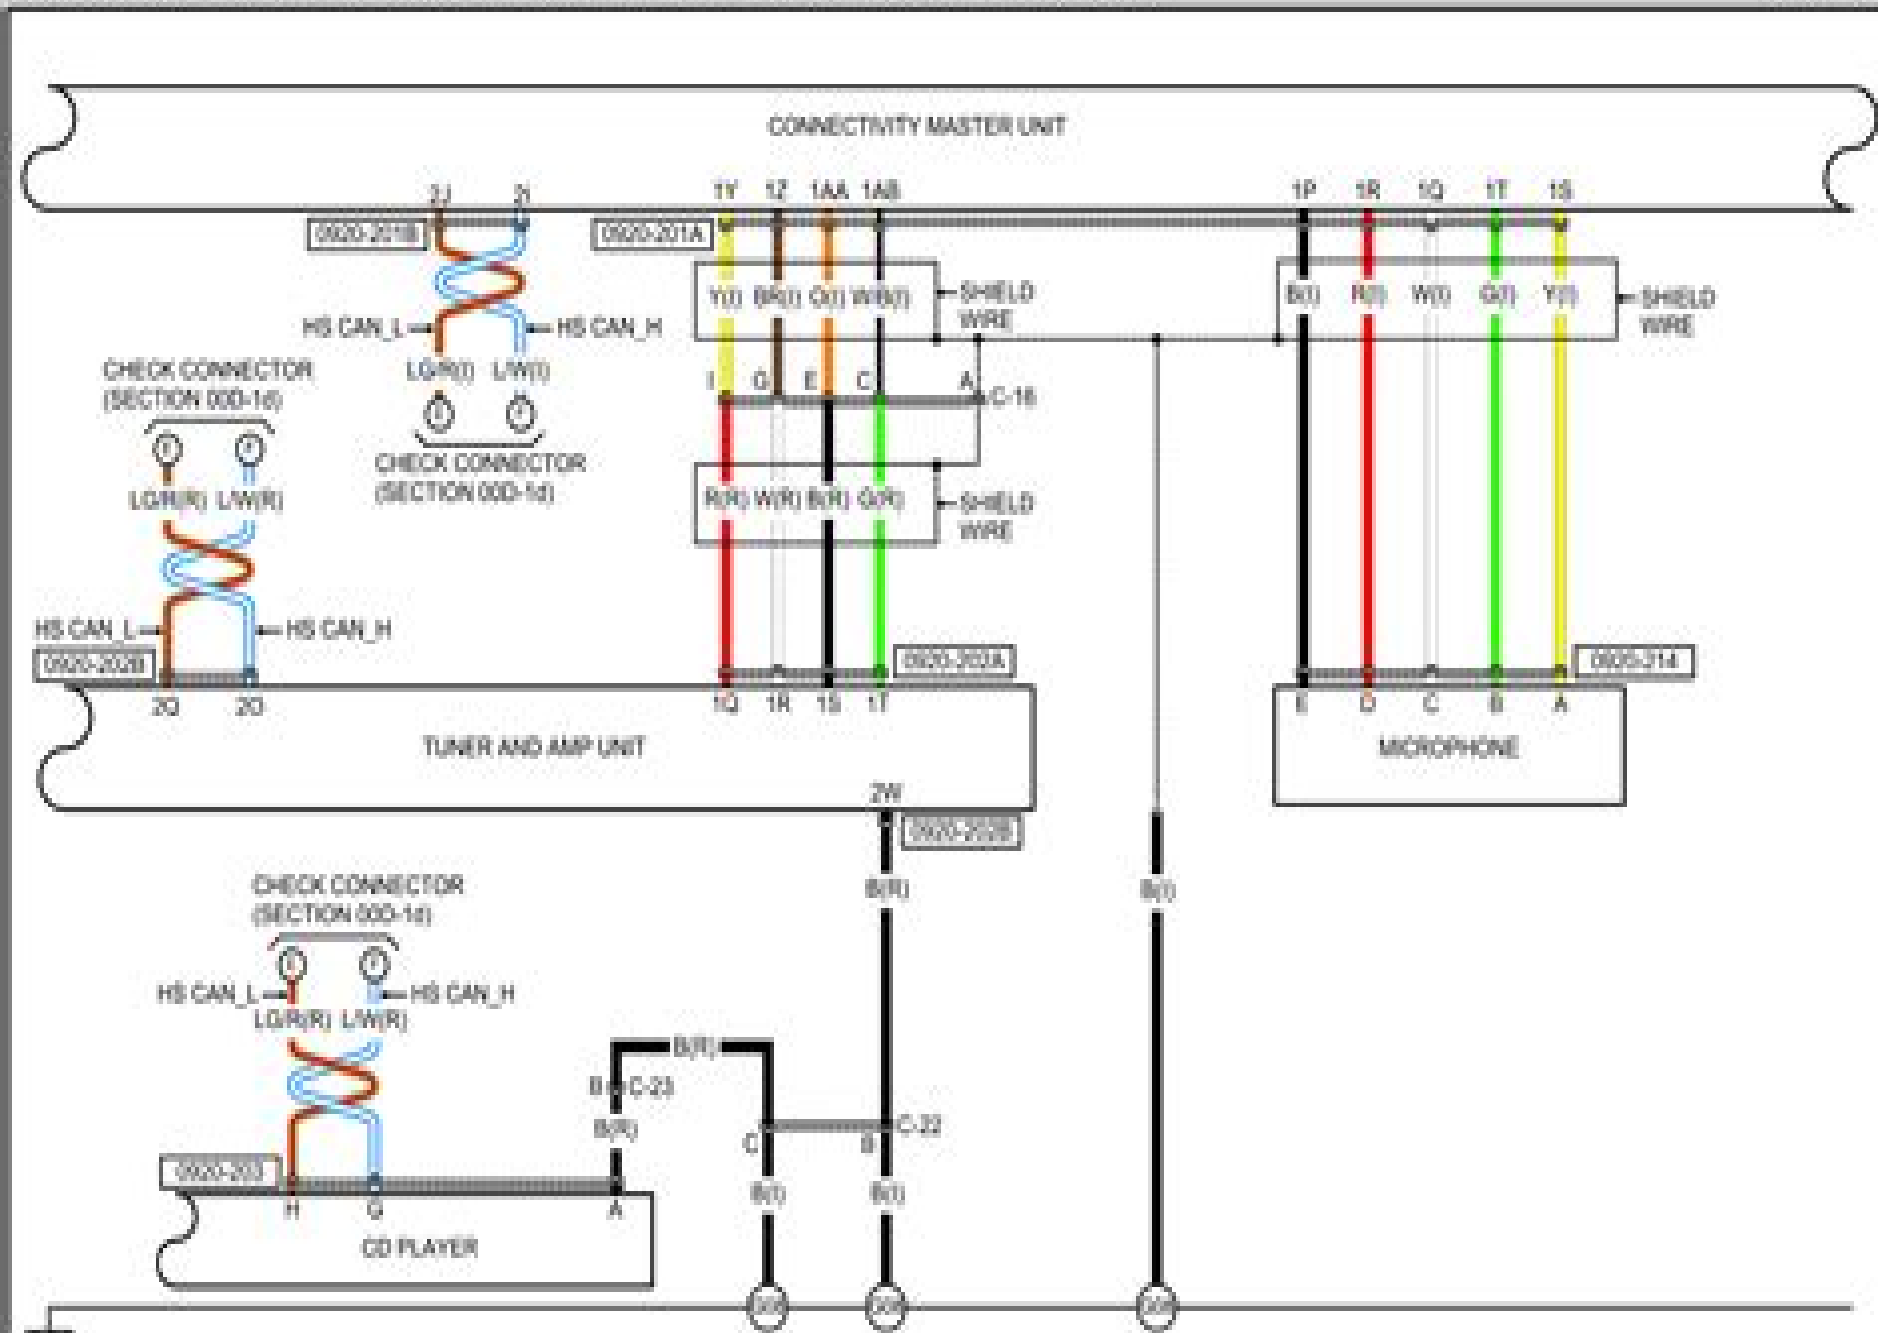 CONNECTIVITY MASTER UNIT
2J 2I 1Y 1Z 1AA 1AB 1P 1R 1Q 1T 1S
0920-201B 0920-201A
Y(I) BR(I) O(I) W/B(I) SHIELD WIRE
B(I) R(I) W(I) G(I) Y(I) SHIELD WIRE
HS CAN_L HS CAN_H
LG/R(I) L/W(I)
I G E C A C-16
CHECK CONNECTOR
(SECTION 00D-1d)
CHECK CONNECTOR
(SECTION 00D-1d)
LG/R(R) L/W(R)
R(R) W(R) B(R) G(R) SHIELD WIRE
HS CAN_L HS CAN_H
0920-202B 0920-202A 0920-214
2Q 2O 1Q 1R 1S 1T
E D C B A
TUNER AND AMP UNIT
MICROPHONE
2W
0920-202B
B(R) B(I)
CHECK CONNECTOR
(SECTION 00D-1d)
HS CAN_L HS CAN_H
LG/R(R) L/W(R)
B(R)
B C-23
B(R)
C B C-22
0920-203
B(I) B(I)
H G A
CD PLAYER